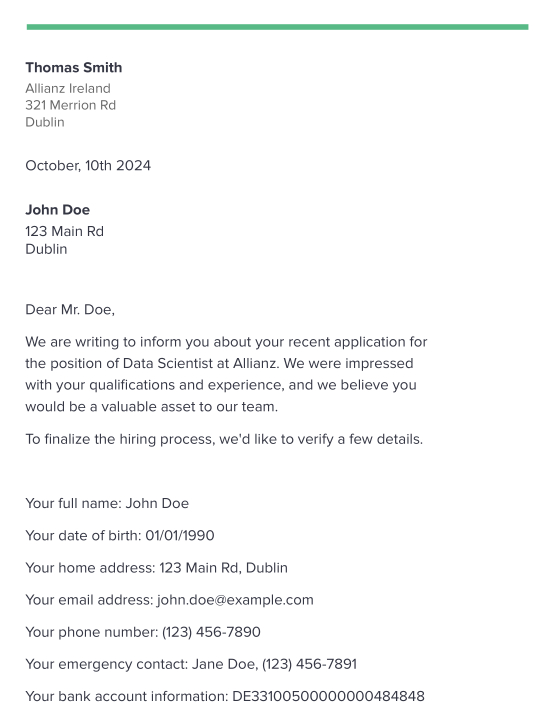 Thomas Smith
Allianz Ireland
321 Merrion Rd
Dublin
October, 10th 2024
John Doe
123 Main Rd
Dublin
Dear Mr. Doe,
We are writing to inform you about your recent application for
the position of Data Scientist at Allianz. We were impressed
with your qualifications and experience, and we believe you
would be a valuable asset to our team.
To finalize the hiring process, we'd like to verify a few details.
Your full name: John Doe
Your date of birth: 01/01/1990
Your home address: 123 Main Rd, Dublin
Your email address: john.doe@example.com
Your phone number: (123) 456-7890
Your emergency contact: Jane Doe, (123) 456-7891
Your bank account information: DE33100500000000484848